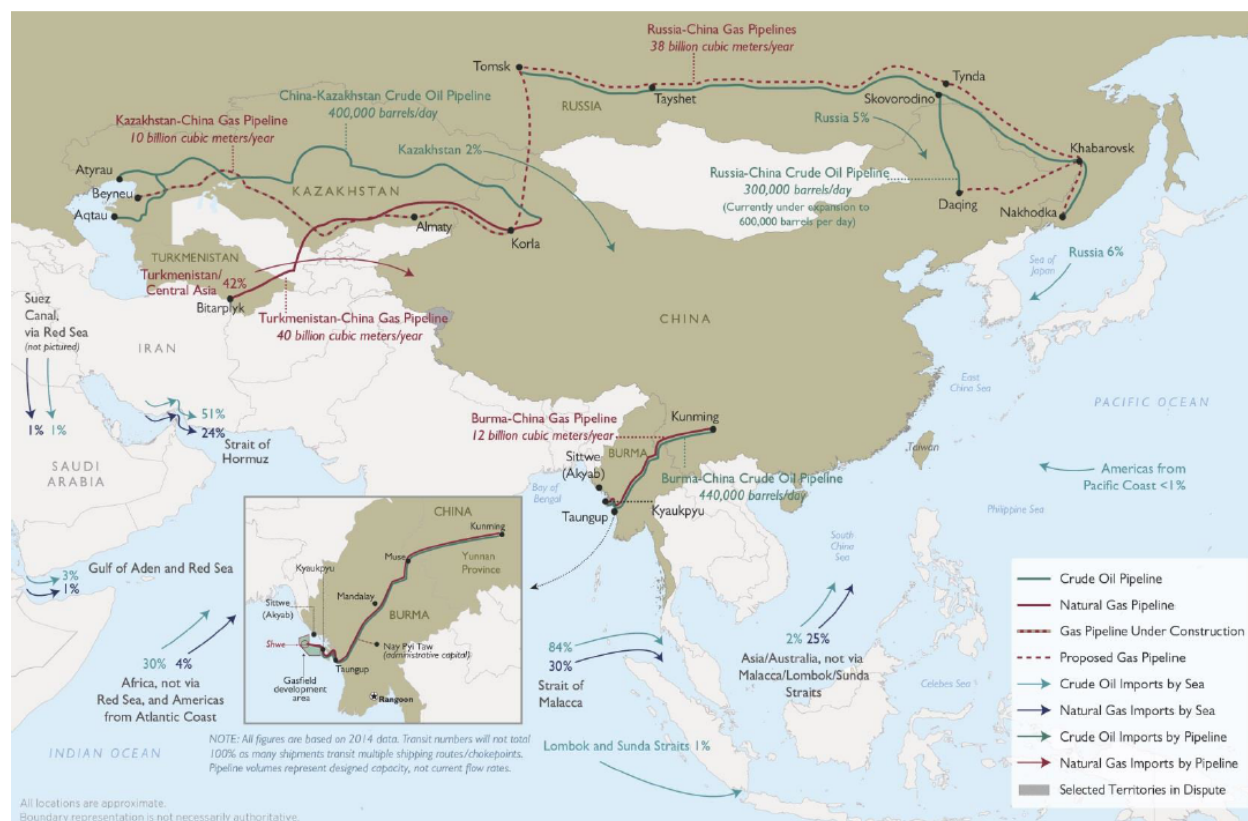 Russia-China Gas Pipelines
38 billion cubic meters/year
Tomsk
Tynda
Tayshet
Skovorodino
RUSSIA
China-Kazakhstan Crude Oil Pipeline
400,000 barrels/day
Kazakhstan-China Gas Pipeline
10 billion cubic meters/year
Russia 5%
Kazakhstan 2%
Khabarovsk
Atyrau
Beyneu
Aqtau
KAZAKHSTAN
Russia-China Crude Oil Pipeline
300,000 barrels/day
(Currently under expansion to
600,000 barrels per day)
Daqing
Nakhodka
Almaty
Korla
TURKMENISTAN
Turkmenistan/
Central Asia
42%
Bitarplyk
Sea of
Japan
Russia 6%
Suez
Canal,
via Red Sea
(not pictured)
1%
1%
Turkmenistan-China Gas Pipeline
40 billion cubic meters/year
CHINA
IRAN
East
China Sea
PACIFIC OCEAN
51%
24%
Strait of
Hormuz
SAUDI
ARABIA
Burma-China Gas Pipeline
12 billion cubic meters/year
Kunming
Sittwe
(Akyab)
BURMA
Taiwan
Burma-China Crude Oil Pipeline
440,000 barrels/day
Bay of
Bengal
Taungup
Kyaukpyu
Americas from
Pacific Coast <1%
Philippine Sea
South
China
Sea
3%
1%
Gulf of Aden and Red Sea
30%
4%
Africa, not via
Red Sea, and Americas
from Atlantic Coast
CHINA
Kunming
Muse
Yunnan
Province
Kyaukpyu
Mandalay
Sittwe
(Akyab)
BURMA
Shwe
Nay Pyi Taw
(administrative capital)
Taungup
Gasfield
development
area
Rangoon
84%
30%
Strait of
Malacca
2%
25%
Asia/Australia, not via
Malacca/Lombok/Sunda
Straits
Celebes Sea
Lombok and Sunda Straits 1%
INDIAN OCEAN
NOTE: All figures are based on 2014 data. Transit numbers will not total
100% as many shipments transit multiple shipping routes/chokepoints.
Pipeline volumes represent designed capacity, not current flow rates.
Crude Oil Pipeline
Natural Gas Pipeline
Gas Pipeline Under Construction
Proposed Gas Pipeline
Crude Oil Imports by Sea
Natural Gas Imports by Sea
Crude Oil Imports by Pipeline
Natural Gas Imports by Pipeline
Selected Territories in Dispute
All locations are approximate.
Boundary representation is not necessarily authoritative.